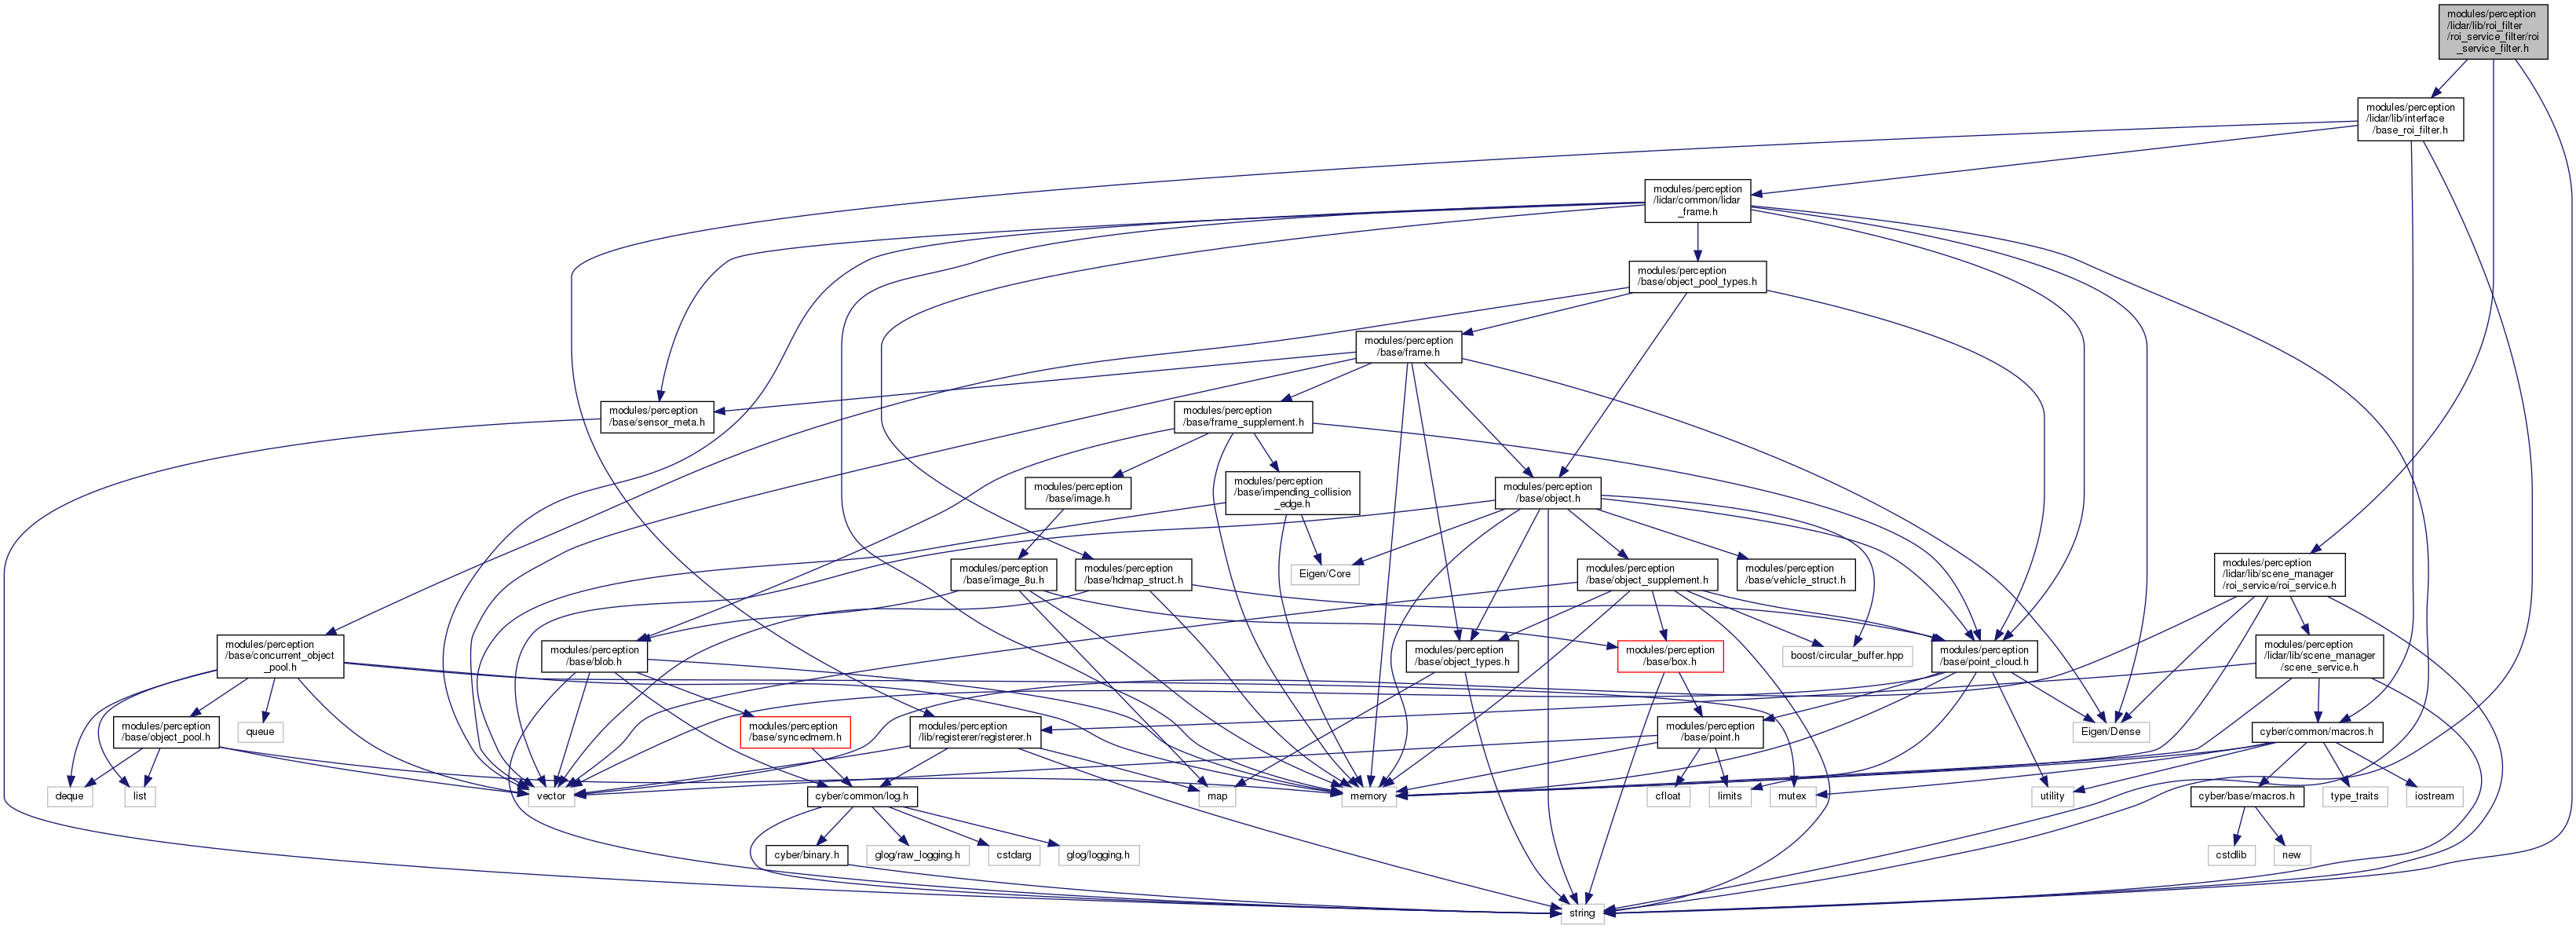 modules/perception
/lidar/lib/roi_filter
/roi_service_filter/roi
_service_filter.h
modules/perception
/lidar/lib/interface
/base_roi_filter.h
modules/perception
/lidar/common/lidar
_frame.h
modules/perception
/base/object_pool_types.h
modules/perception
/base/frame.h
modules/perception
/base/sensor_meta.h
modules/perception
/base/frame_supplement.h
modules/perception
/base/image.h
modules/perception
/base/impending_collision
_edge.h
modules/perception
/base/object.h
modules/perception
/base/image_8u.h
modules/perception
/base/hdmap_struct.h
Eigen/Core
modules/perception
/base/object_supplement.h
modules/perception
/base/vehicle_struct.h
modules/perception
/lidar/lib/scene_manager
/roi_service/roi_service.h
modules/perception
/base/concurrent_object
_pool.h
modules/perception
/base/blob.h
modules/perception
/base/object_types.h
modules/perception
/base/box.h
boost/circular_buffer.hpp
modules/perception
/base/point_cloud.h
modules/perception
/lidar/lib/scene_manager
/scene_service.h
modules/perception
/base/object_pool.h
queue
modules/perception
/base/syncedmem.h
modules/perception
/lib/registerer/registerer.h
modules/perception
/base/point.h
Eigen/Dense
cyber/common/macros.h
deque
list
vector
cyber/common/log.h
map
memory
cfloat
limits
mutex
utility
cyber/base/macros.h
type_traits
iostream
cyber/binary.h
glog/raw_logging.h
cstdarg
glog/logging.h
cstdlib
new
string